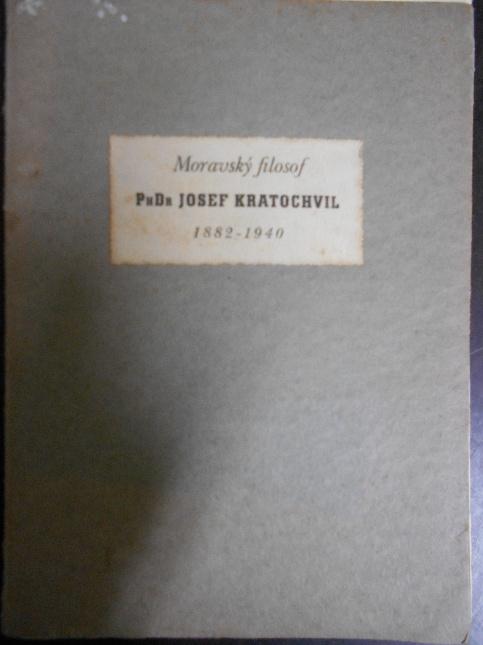 Moravský filosof
PhDr JOSEF KRATOCHVIL
1882-1940